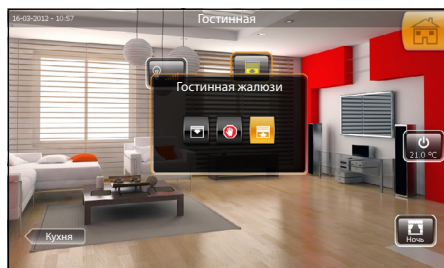 16-03-2012 - 10:57
Гостинная
Гостинная жалюзи
21.0 °C
Кухня
Ночь